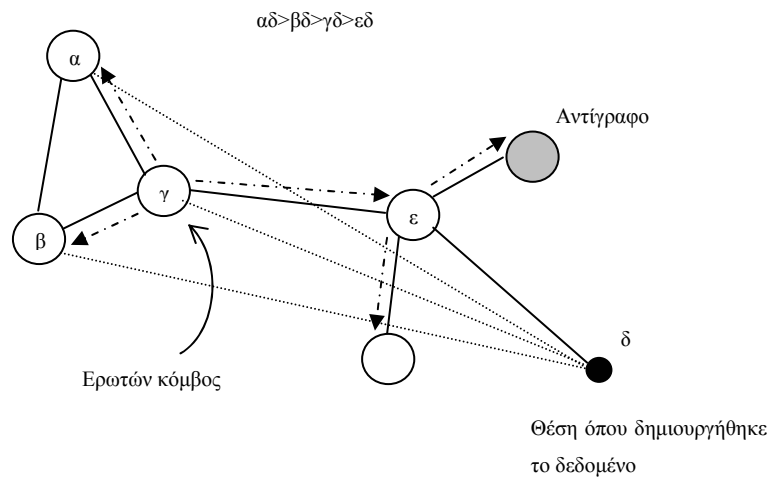 αδ>βδ>γδ>εδ
α
Αντίγραφο
γ
ε
β
δ
Ερωτών κόμβος
Θέση όπου δημιουργήθηκε
το δεδομένο